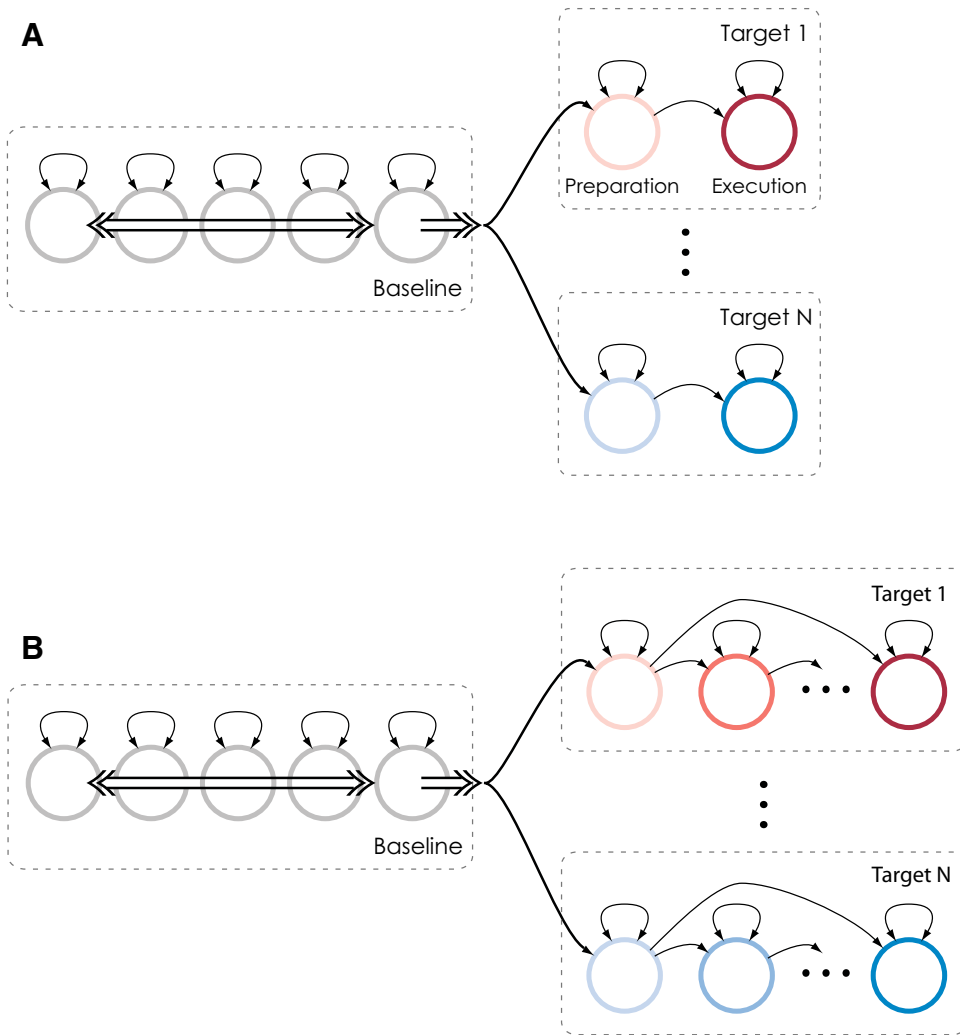 A
Target 1
Preparation
Execution
Baseline
Target N
B
Target 1
Baseline
Target N